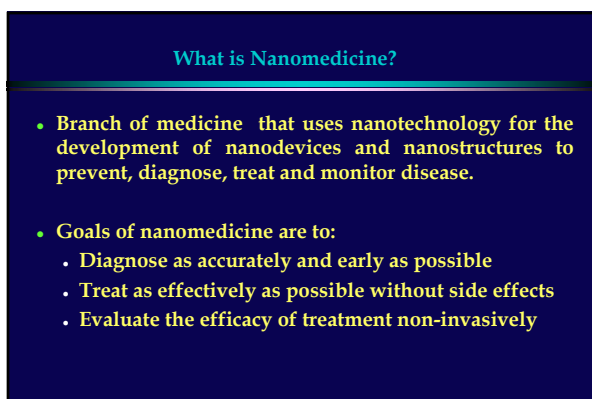 What is Nanomedicine?
• Branch of medicine that uses nanotechnology for the
development of nanodevices and nanostructures to
prevent, diagnose, treat and monitor disease.
• Goals of nanomedicine are to:
• Diagnose as accurately and early as possible
• Treat as effectively as possible without side effects
• Evaluate the efficacy of treatment non-invasively